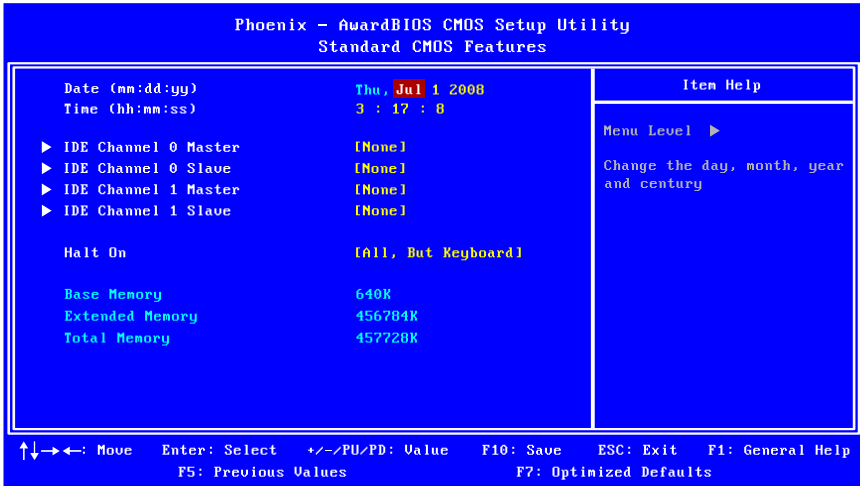 Phoenix – AwardBIOS CMOS Setup Utility
Standard CMOS Features
Date (mm:dd:yy) Thu, Jul 1 2008
Time (hh:mm:ss) 3 : 17 : 8
▶ IDE Channel 0 Master [None]
▶ IDE Channel 0 Slave [None]
▶ IDE Channel 1 Master [None]
▶ IDE Channel 1 Slave [None]
Halt On [All, But Keyboard]
Base Memory 640K
Extended Memory 456784K
Total Memory 457728K
Item Help
Menu Level ▶
Change the day, month, year
and century
↑↓→←: Move Enter: Select +/-/PU/PD: Value F10: Save ESC: Exit F1: General Help
F5: Previous Values F7: Optimized Defaults